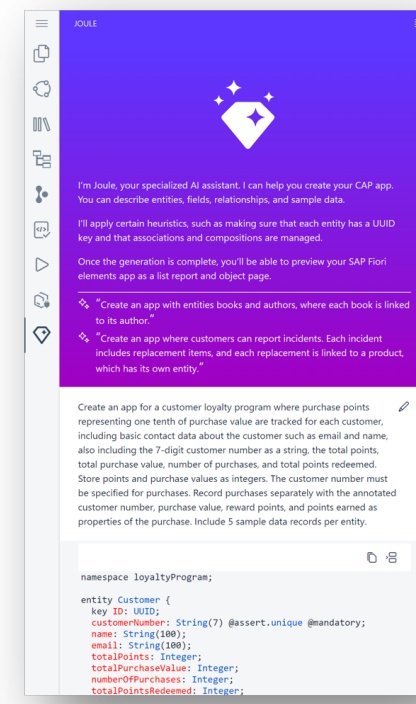 JOULE
I'm Joule, your specialized AI assistant. I can help you create your CAP app.
You can describe entities, fields, relationships, and sample data.
I'll apply certain heuristics, such as making sure that each entity has a UUID
key and that associations and compositions are managed.
Once the generation is complete, you'll be able to preview your SAP Fiori
elements app as a list report and object page.
"Create an app with entities books and authors, where each book is linked
to its author."
"Create an app where customers can report incidents. Each incident
includes replacement items, and each replacement is linked to a product,
which has its own entity."
Create an app for a customer loyalty program where purchase points
representing one tenth of purchase value are tracked for each customer,
including basic contact data about the customer such as email and name,
also including the 7-digit customer number as a string, the total points,
total purchase value, number of purchases, and total points redeemed.
Store points and purchase values as integers. The customer number must
be specified for purchases. Record purchases separately with the annotated
customer number, purchase value, reward points, and points earned as
properties of the purchase. Include 5 sample data records per entity.
namespace loyaltyProgram;
entity Customer {
key ID: UUID;
customerNumber: String(7) @assert.unique @mandatory;
name: String(100);
email: String(100);
totalPoints: Integer;
totalPurchaseValue: Integer;
numberOfPurchases: Integer;
totalPointsRedeemed: Integer;